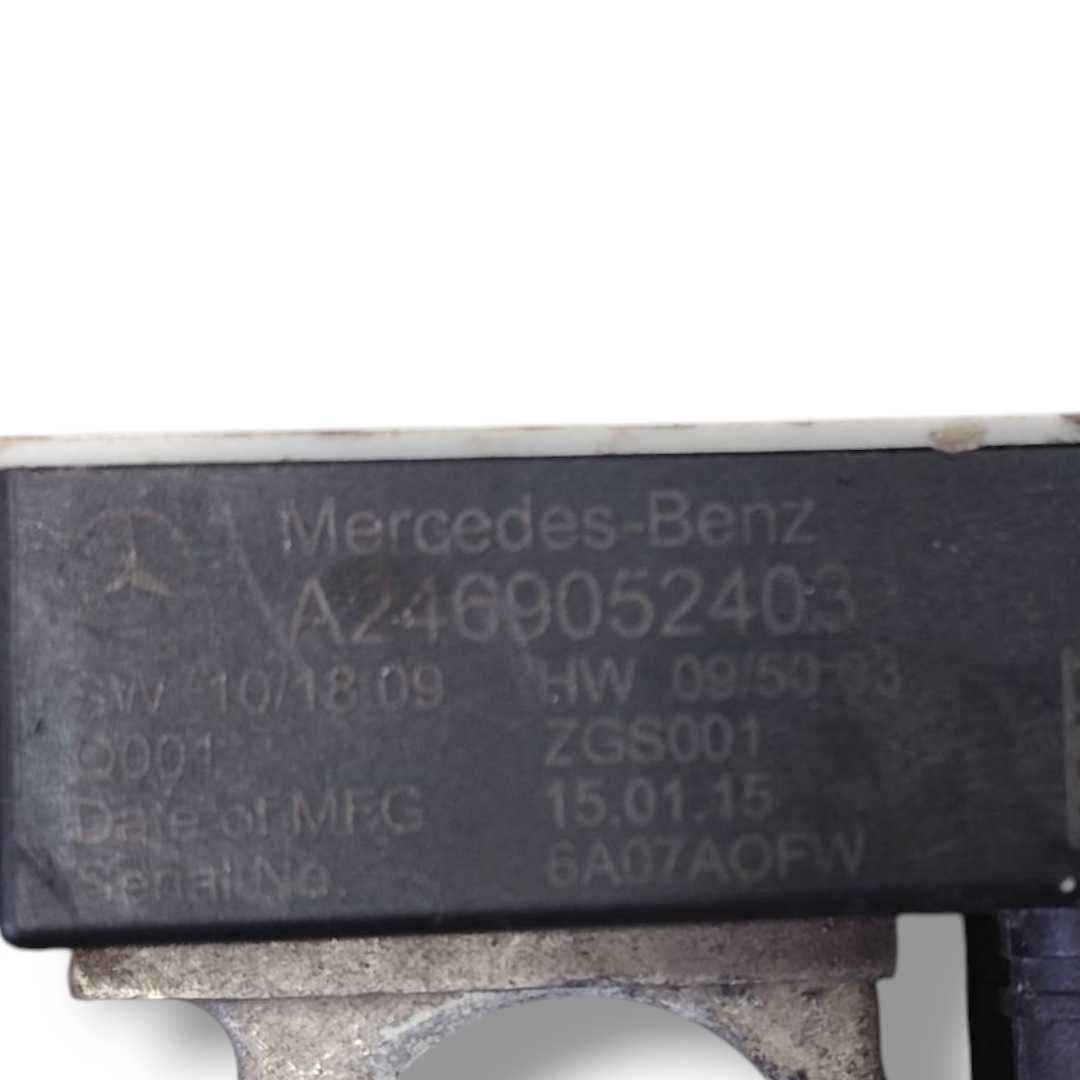 Mercedes-Benz
A2469052403
SW 10/18.09 HW 09/50-03
Q001 ZGS001
Date of MFG 15.01.15
Serial No. 6A07AOFW